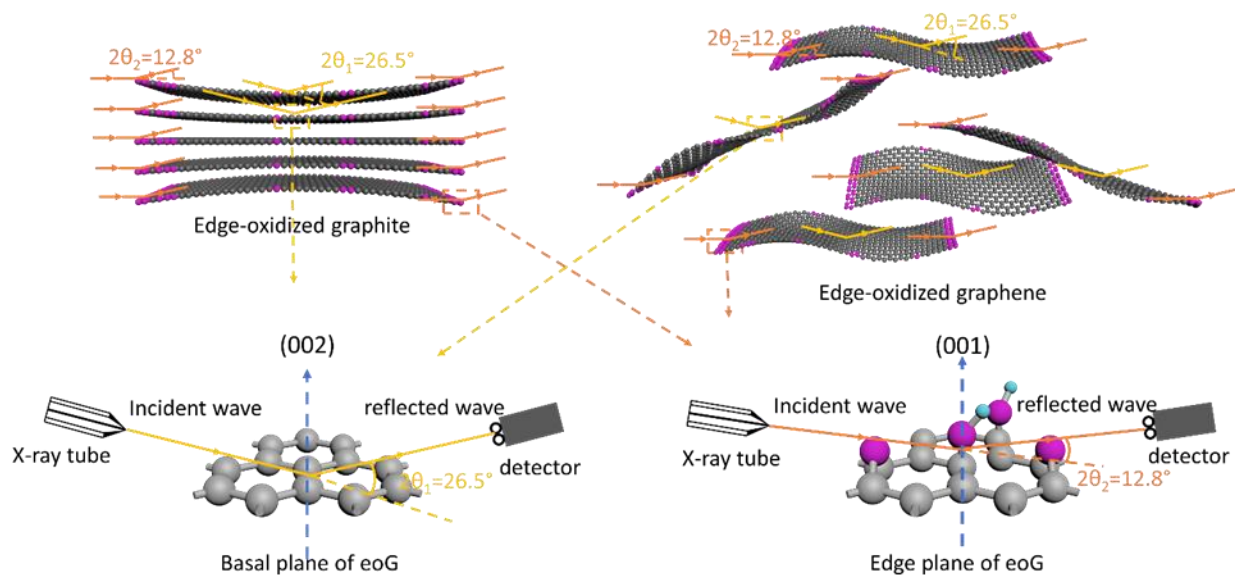 2θ₂=12.8°
2θ₁=26.5°
Edge-oxidized graphite
2θ₂=12.8°
2θ₁=26.5°
Edge-oxidized graphene
(002)
Incident wave
reflected wave
X-ray tube
detector
2θ₁=26.5°
Basal plane of eoG
(001)
Incident wave
reflected wave
X-ray tube
detector
2θ₂=12.8°
Edge plane of eoG